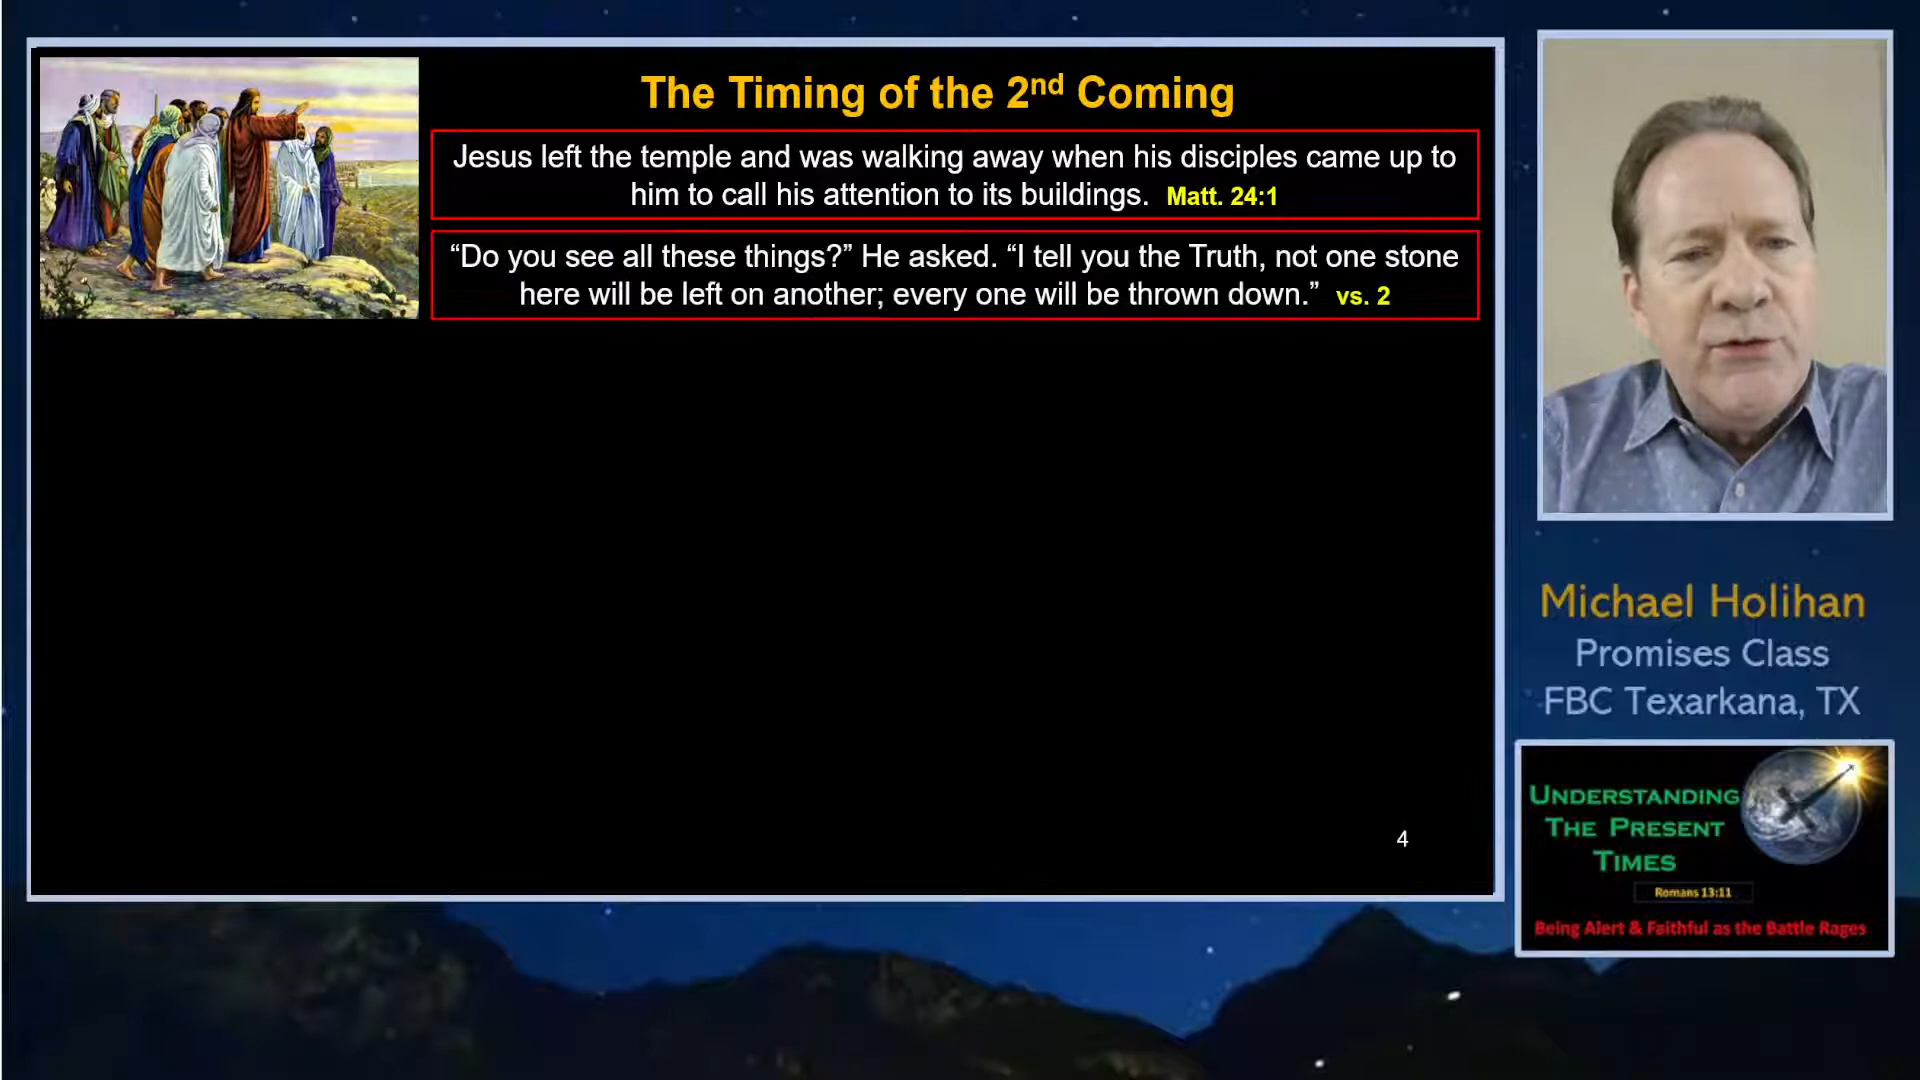 The Timing of the 2nd Coming
Jesus left the temple and was walking away when his disciples came up to
him to call his attention to its buildings. Matt. 24:1
“Do you see all these things?” He asked. “I tell you the Truth, not one stone
here will be left on another; every one will be thrown down.” vs. 2
4
Michael Holihan
Promises Class
FBC Texarkana, TX
UNDERSTANDING
THE PRESENT
TIMES
Romans 13:11
Being Alert & Faithful as the Battle Rages